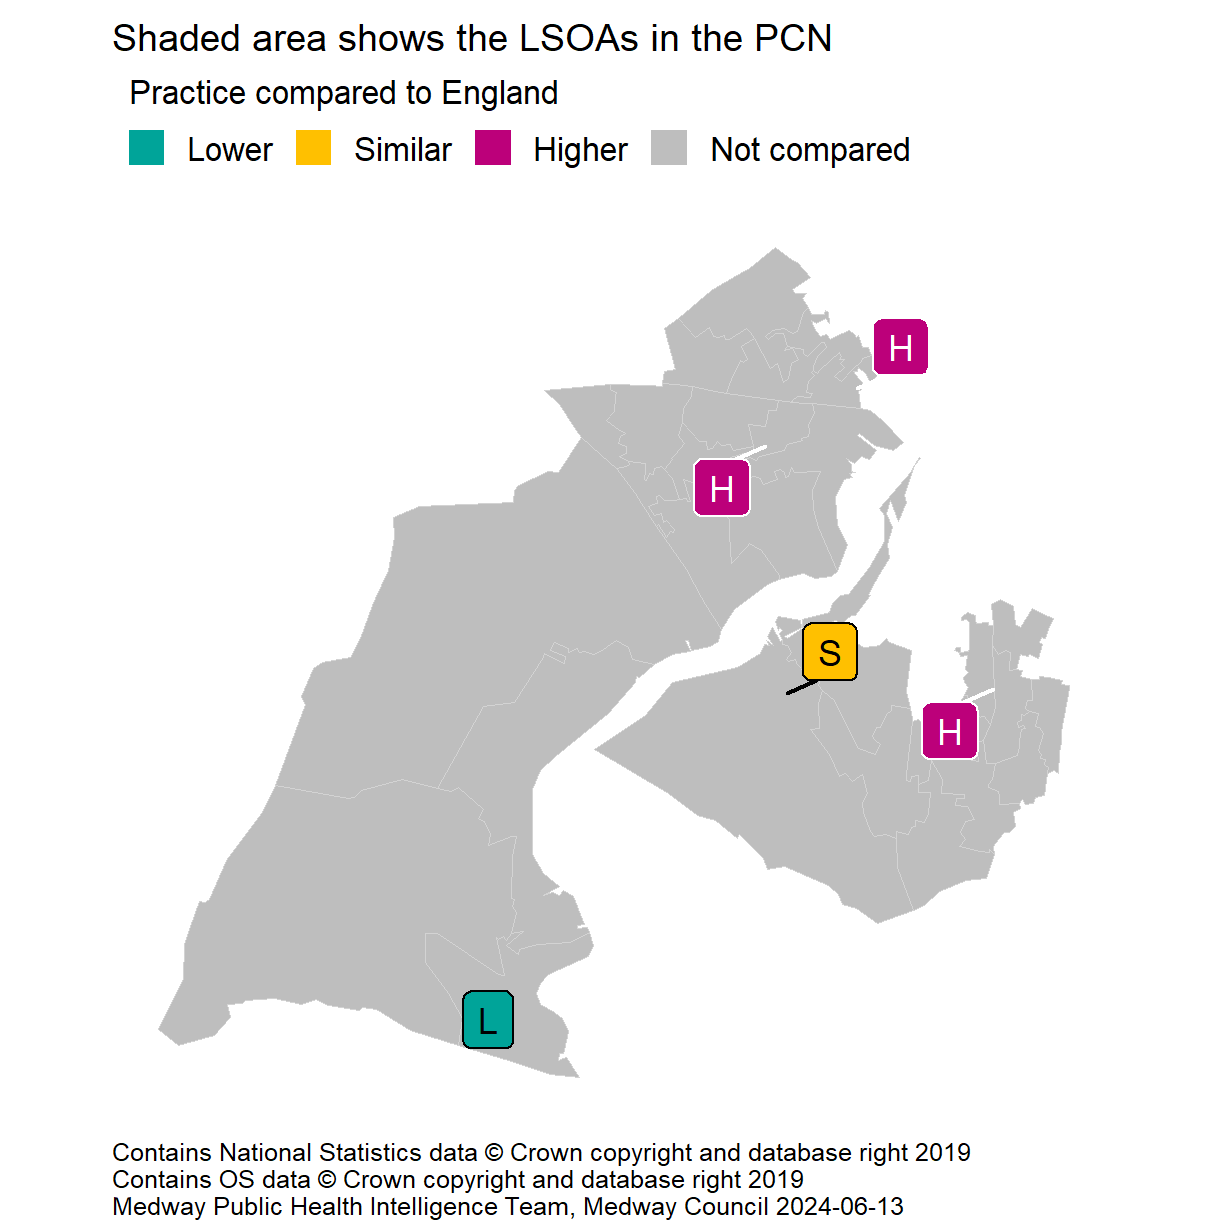 Shaded area shows the LSOAs in the PCN
Practice compared to England
Lower Similar Higher Not compared
H
H
S
H
L
Contains National Statistics data © Crown copyright and database right 2019
Contains OS data © Crown copyright and database right 2019
Medway Public Health Intelligence Team, Medway Council 2024-06-13